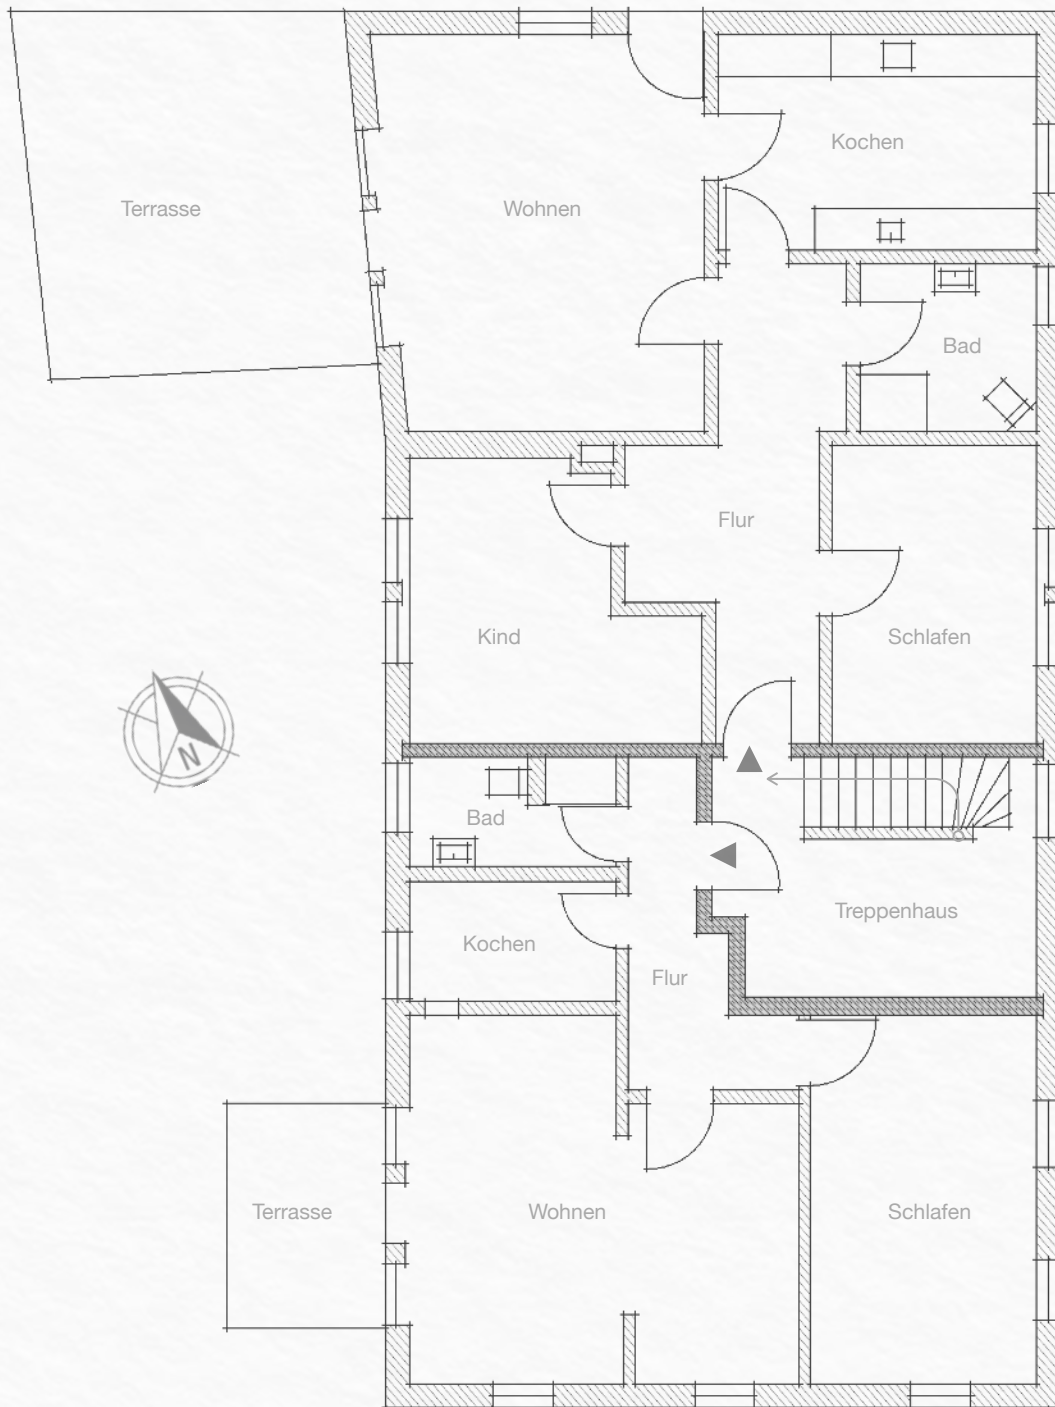 Kochen
Terrasse
Wohnen
Bad
Flur
Kind
Schlafen
N
Bad
Treppenhaus
Kochen
Flur
Terrasse
Wohnen
Schlafen